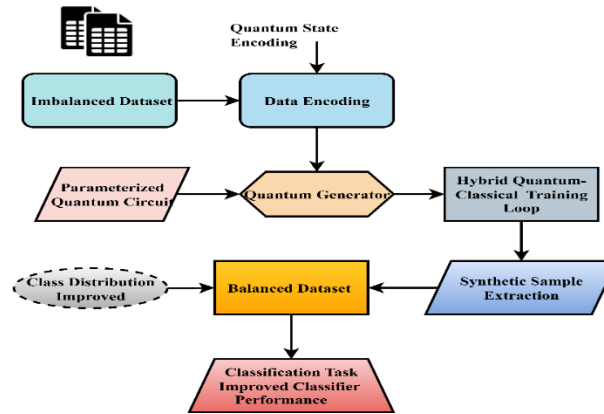 Quantum State
Encoding
Imbalanced Dataset
Data Encoding
Parameterized
Quantum Circuit
Quantum Generator
Hybrid Quantum-
Classical Training
Loop
Class Distribution
Improved
Balanced Dataset
Synthetic Sample
Extraction
Classification Task
Improved Classifier
Performance